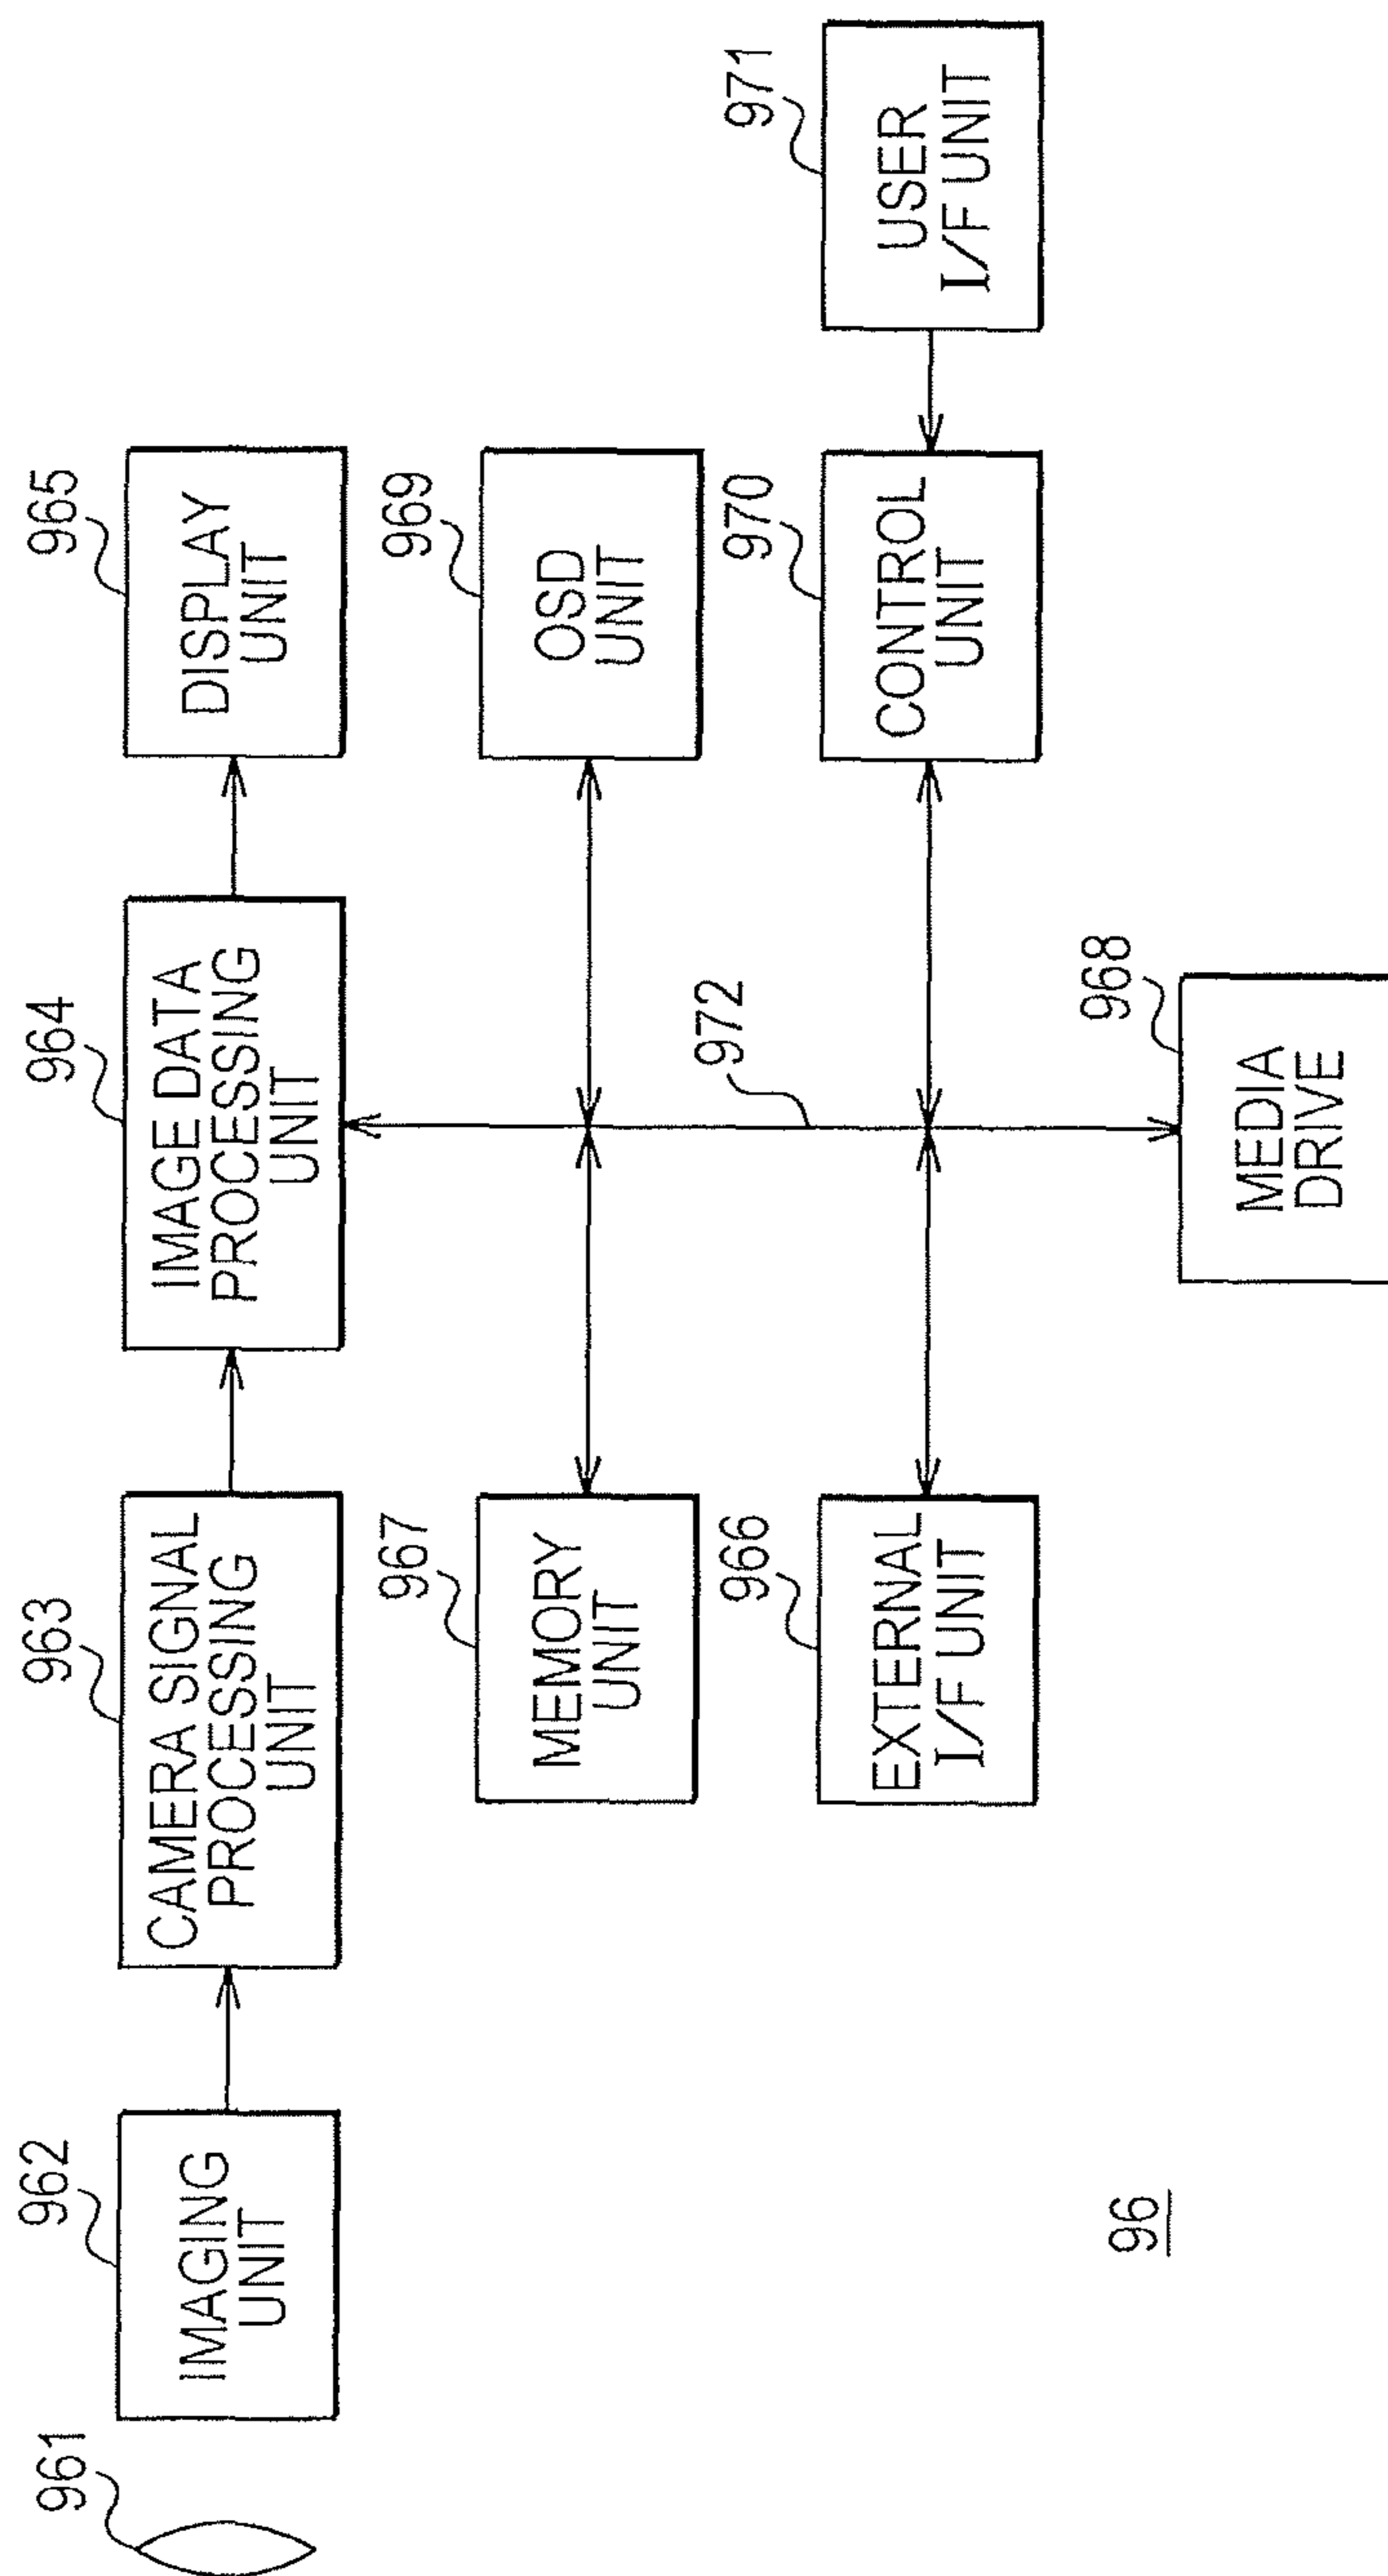 961
962
IMAGING
UNIT
963
CAMERA SIGNAL
PROCESSING
UNIT
964
IMAGE DATA
PROCESSING
UNIT
965
DISPLAY
UNIT
967
MEMORY
UNIT
969
OSD
UNIT
972
966
EXTERNAL
I/F UNIT
970
CONTROL
UNIT
971
USER
I/F UNIT
968
MEDIA
DRIVE
96